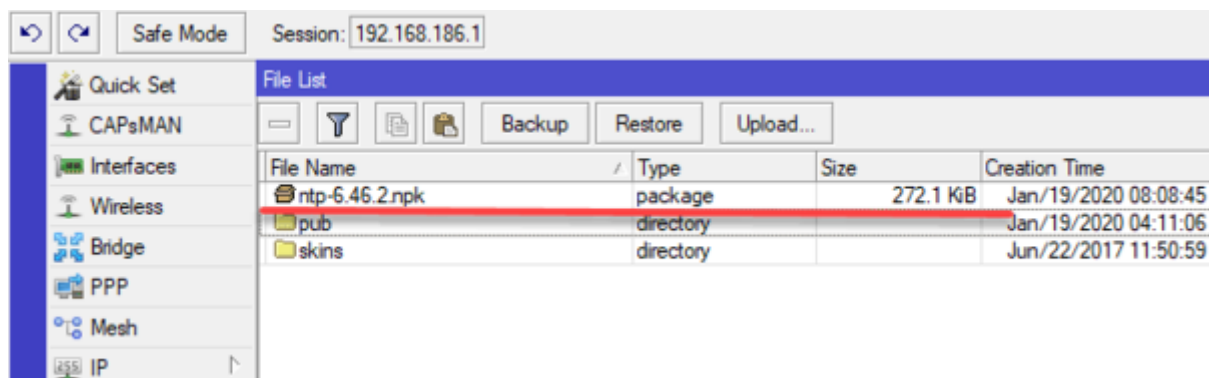 Safe Mode Session: 192.168.186.1
Quick Set
CAPsMAN
Interfaces
Wireless
Bridge
PPP
Mesh
255 IP
File List
Backup Restore Upload...
File Name Type Size Creation Time
ntp-6.46.2.npk package 272.1 KiB Jan/19/2020 08:08:45
pub directory Jan/19/2020 04:11:06
skins directory Jun/22/2017 11:50:59